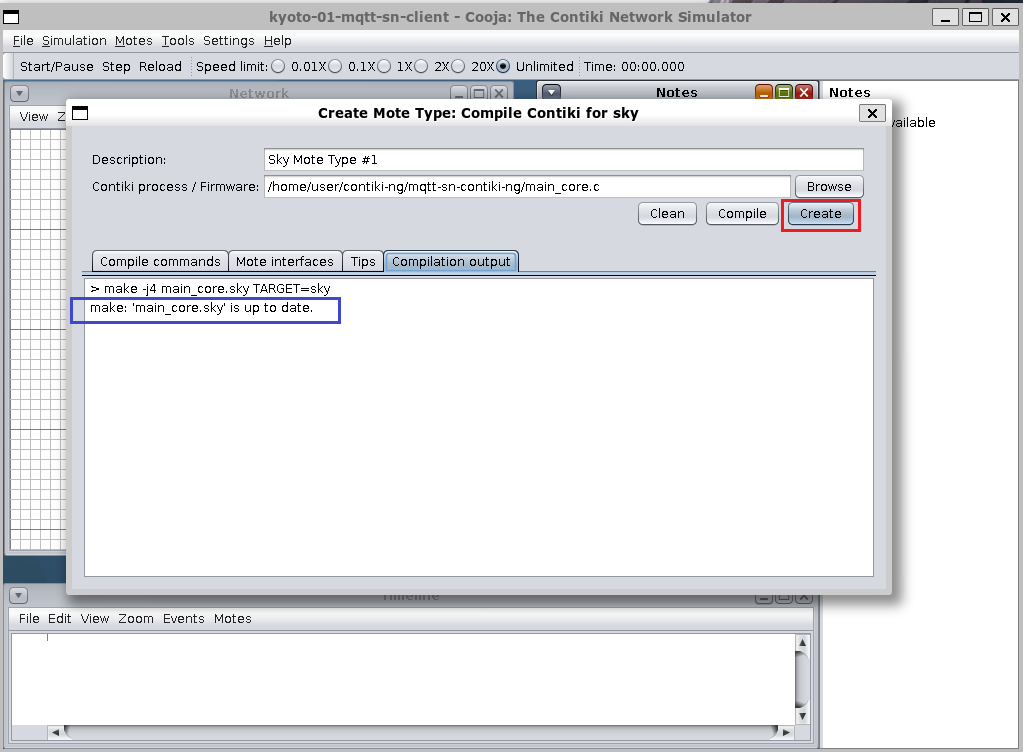 kyoto-01-mqtt-sn-client - Cooja: The Contiki Network Simulator
File Simulation Motes Tools Settings Help
Start/Pause Step Reload Speed limit: 0.01X 0.1X 1X 2X 20X Unlimited Time: 00:00.000
Network
Notes
Notes
View Z
Create Mote Type: Compile Contiki for sky
Description: Sky Mote Type #1
Contiki process / Firmware: /home/user/contiki-ng/mqtt-sn-contiki-ng/main_core.c Browse
Clean Compile Create
Compile commands Mote interfaces Tips Compilation output
> make -j4 main_core.sky TARGET=sky
make: 'main_core.sky' is up to date.
Timeline
File Edit View Zoom Events Motes